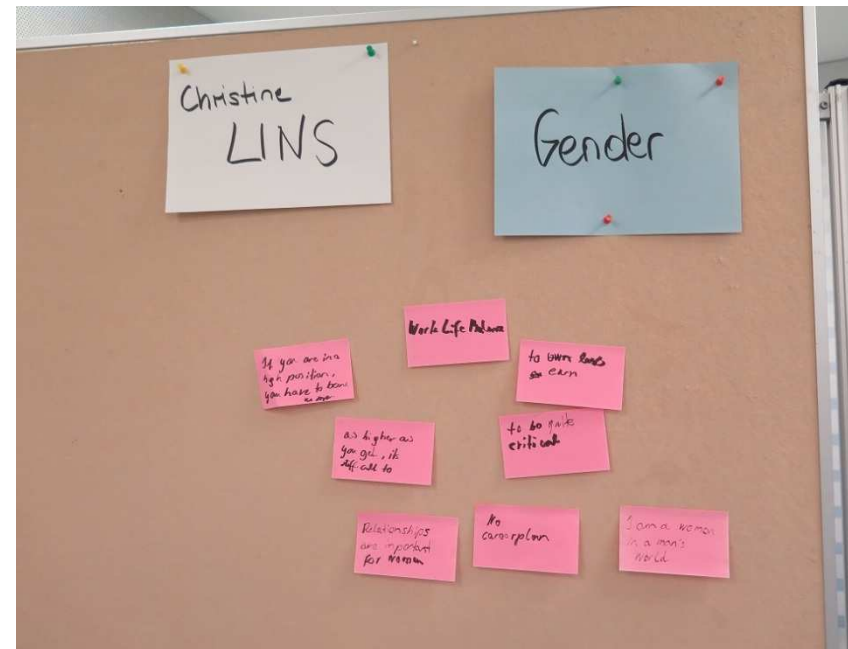 Christine
LINS
Gender
Work Life Balance
If you are in a
high position,
you have to
to own
earn
as higher as
you get, it's
difficult to
to be quite
critical
Relationships
are important
for women
No
careerplan
I am a woman
in a man's
world